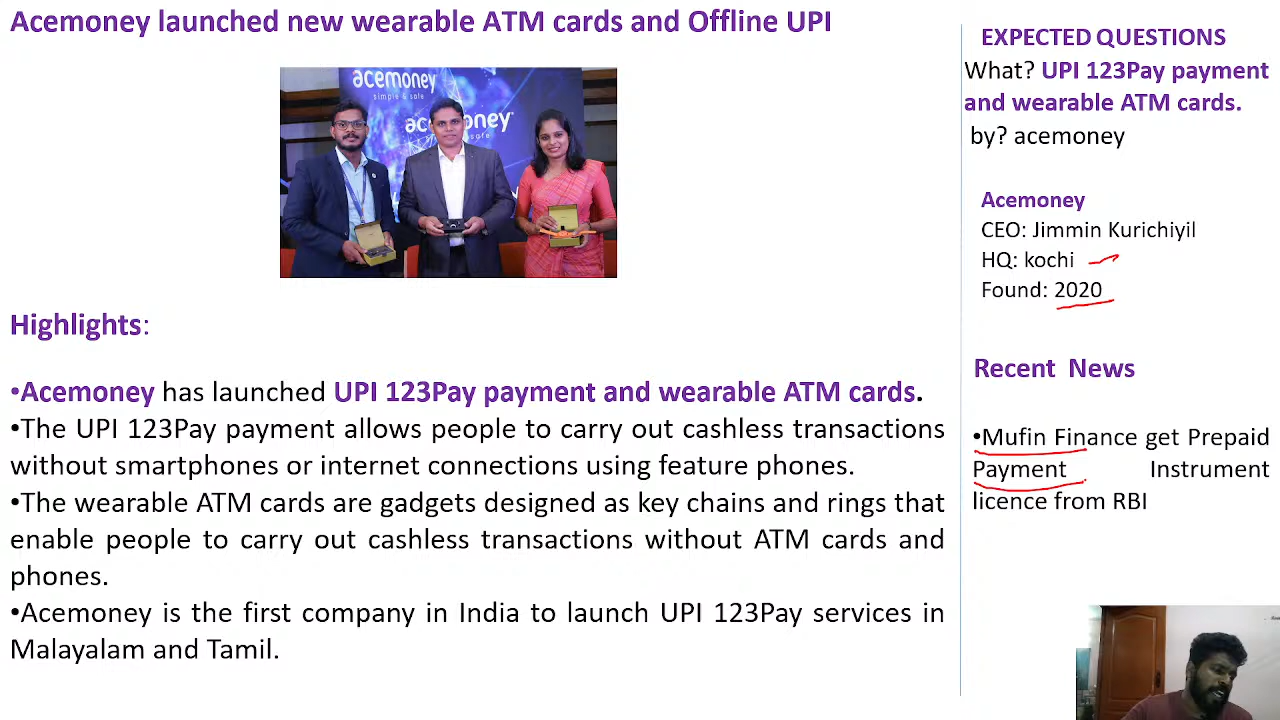 Acemoney launched new wearable ATM cards and Offline UPI
acemoney
simple & safe
acemoney
safe
Highlights:
•Acemoney has launched UPI 123Pay payment and wearable ATM cards.
•The UPI 123Pay payment allows people to carry out cashless transactions
without smartphones or internet connections using feature phones.
•The wearable ATM cards are gadgets designed as key chains and rings that
enable people to carry out cashless transactions without ATM cards and
phones.
•Acemoney is the first company in India to launch UPI 123Pay services in
Malayalam and Tamil.
EXPECTED QUESTIONS
What? UPI 123Pay payment
and wearable ATM cards.
by? acemoney
Acemoney
CEO: Jimmin Kurichiyil
HQ: kochi
Found: 2020
Recent News
•Mufin Finance get Prepaid
Payment Instrument
licence from RBI